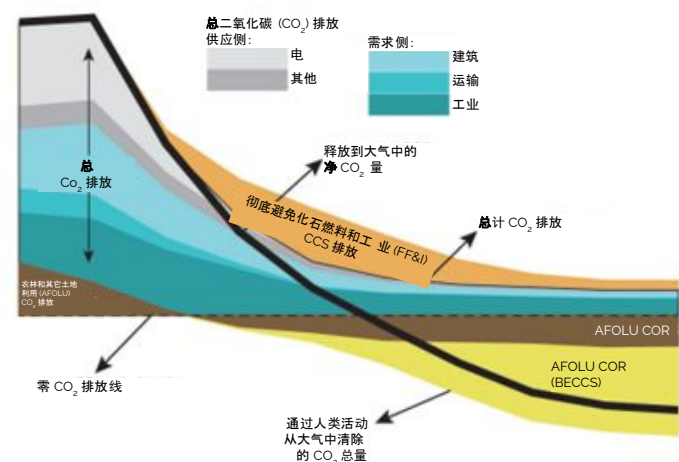 总二氧化碳 (CO₂) 排放
供应侧:
电
其他
需求侧:
建筑
运输
工业
总
Co₂ 排放
释放到大气中的
净 CO₂ 量
彻底避免化石燃料和工 业 (FF&I)
CCS 排放
总计 CO₂ 排放
农林和其它土地
利用 (AFOLU)
CO₂ 排放
AFOLU COR
AFOLU COR
(BECCS)
零 CO₂ 排放线
通过人类活动
从大气中清除
的 CO₂ 总量